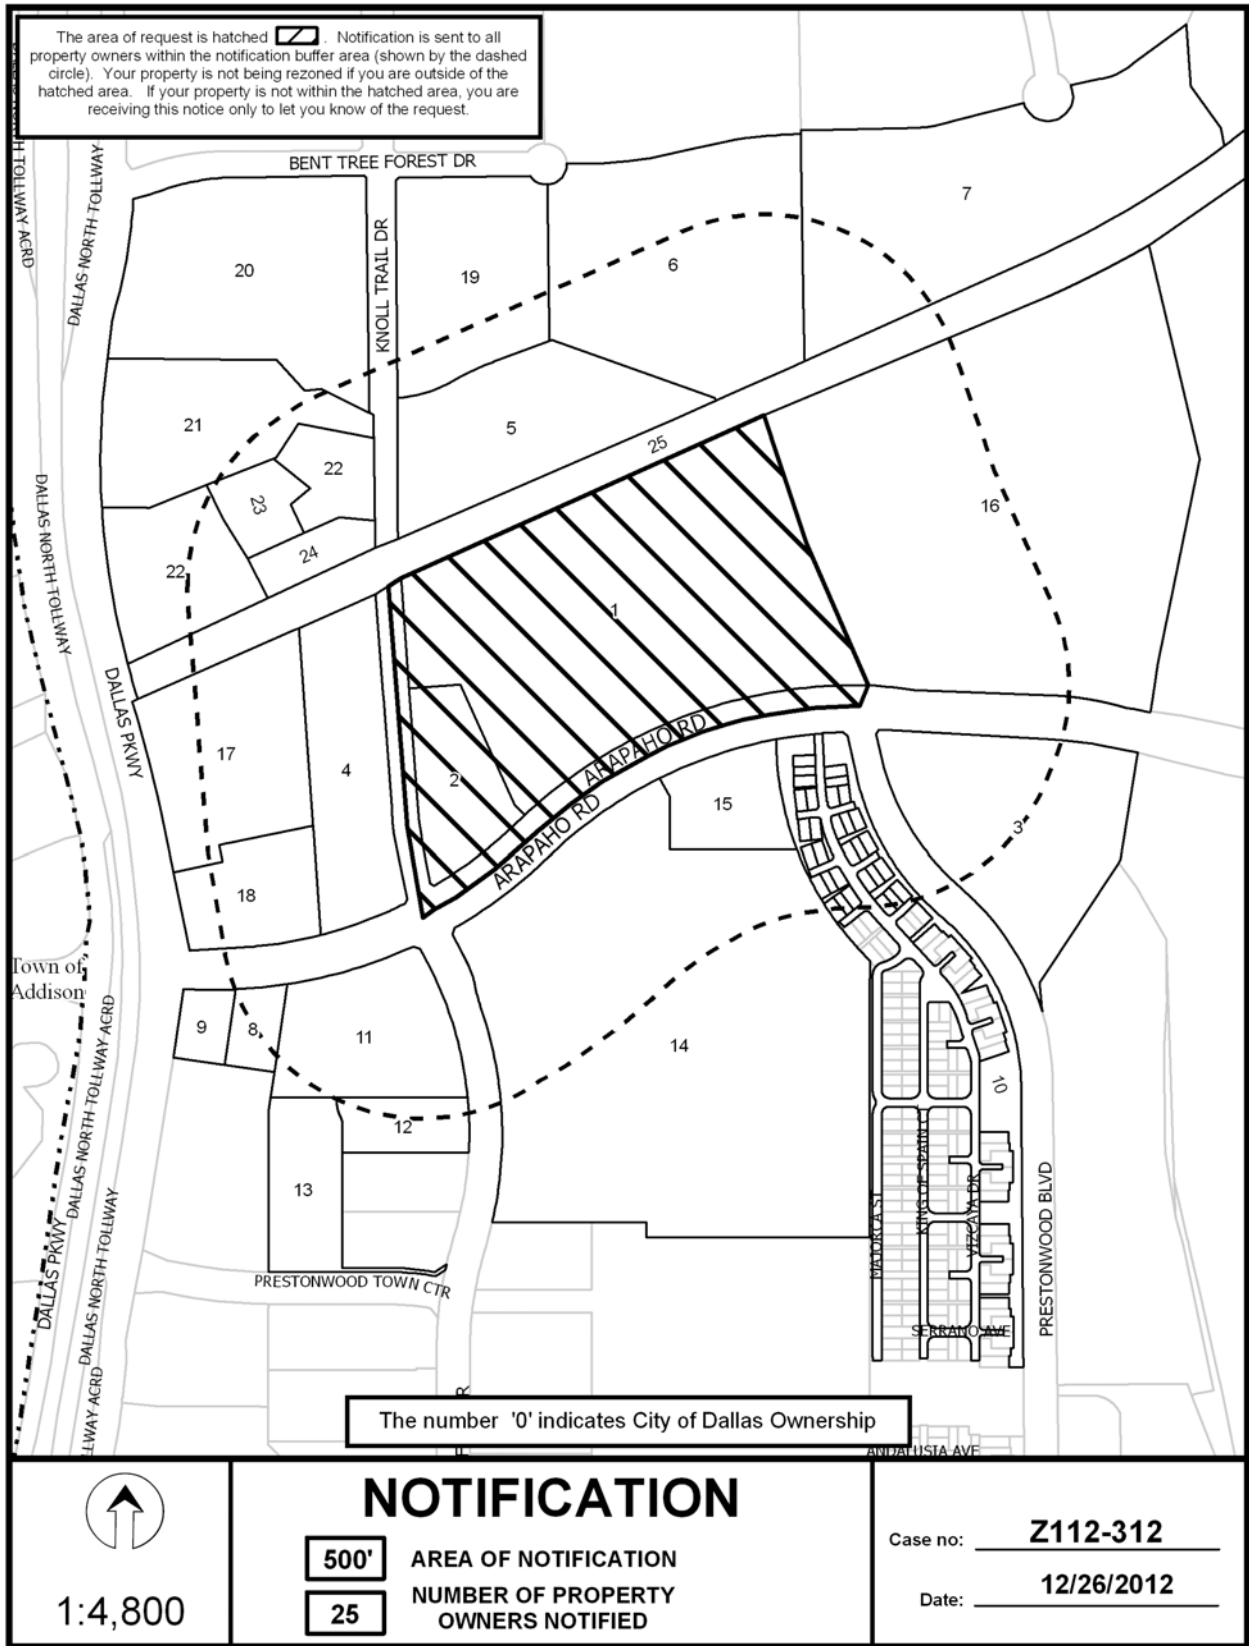 The area of request is hatched . Notification is sent to all
property owners within the notification buffer area (shown by the dashed
circle). Your property is not being rezoned if you are outside of the
hatched area. If your property is not within the hatched area, you are
receiving this notice only to let you know of the request.
BENT TREE FOREST DR
DALLAS NORTH TOLLWAY
TOLLWAY ACRD
KNOLL TRAIL DR
7
20
19
6
21
5
25
22
23
16
24
22
DALLAS NORTH TOLLWAY
1
DALLAS PKWY
17
4
2
ARAPAHO RD
ARAPAHO RD
15
3
18
Town of
Addison
9
8
11
14
10
12
13
DALLAS NORTH TOLLWAY ACRD
DALLAS PKWY
DALLAS NORTH TOLLWAY
PRESTONWOOD TOWN CTR
MAJORCA ST
KING OF SPAIN CT
VIZCAYA DR
PRESTONWOOD BLVD
SERRANO AVE
LLWAY ACRD
R
The number '0' indicates City of Dallas Ownership
ANDALUSIA AVE
NOTIFICATION
500' AREA OF NOTIFICATION
25 NUMBER OF PROPERTY
OWNERS NOTIFIED
1:4,800
Case no: Z112-312
Date: 12/26/2012